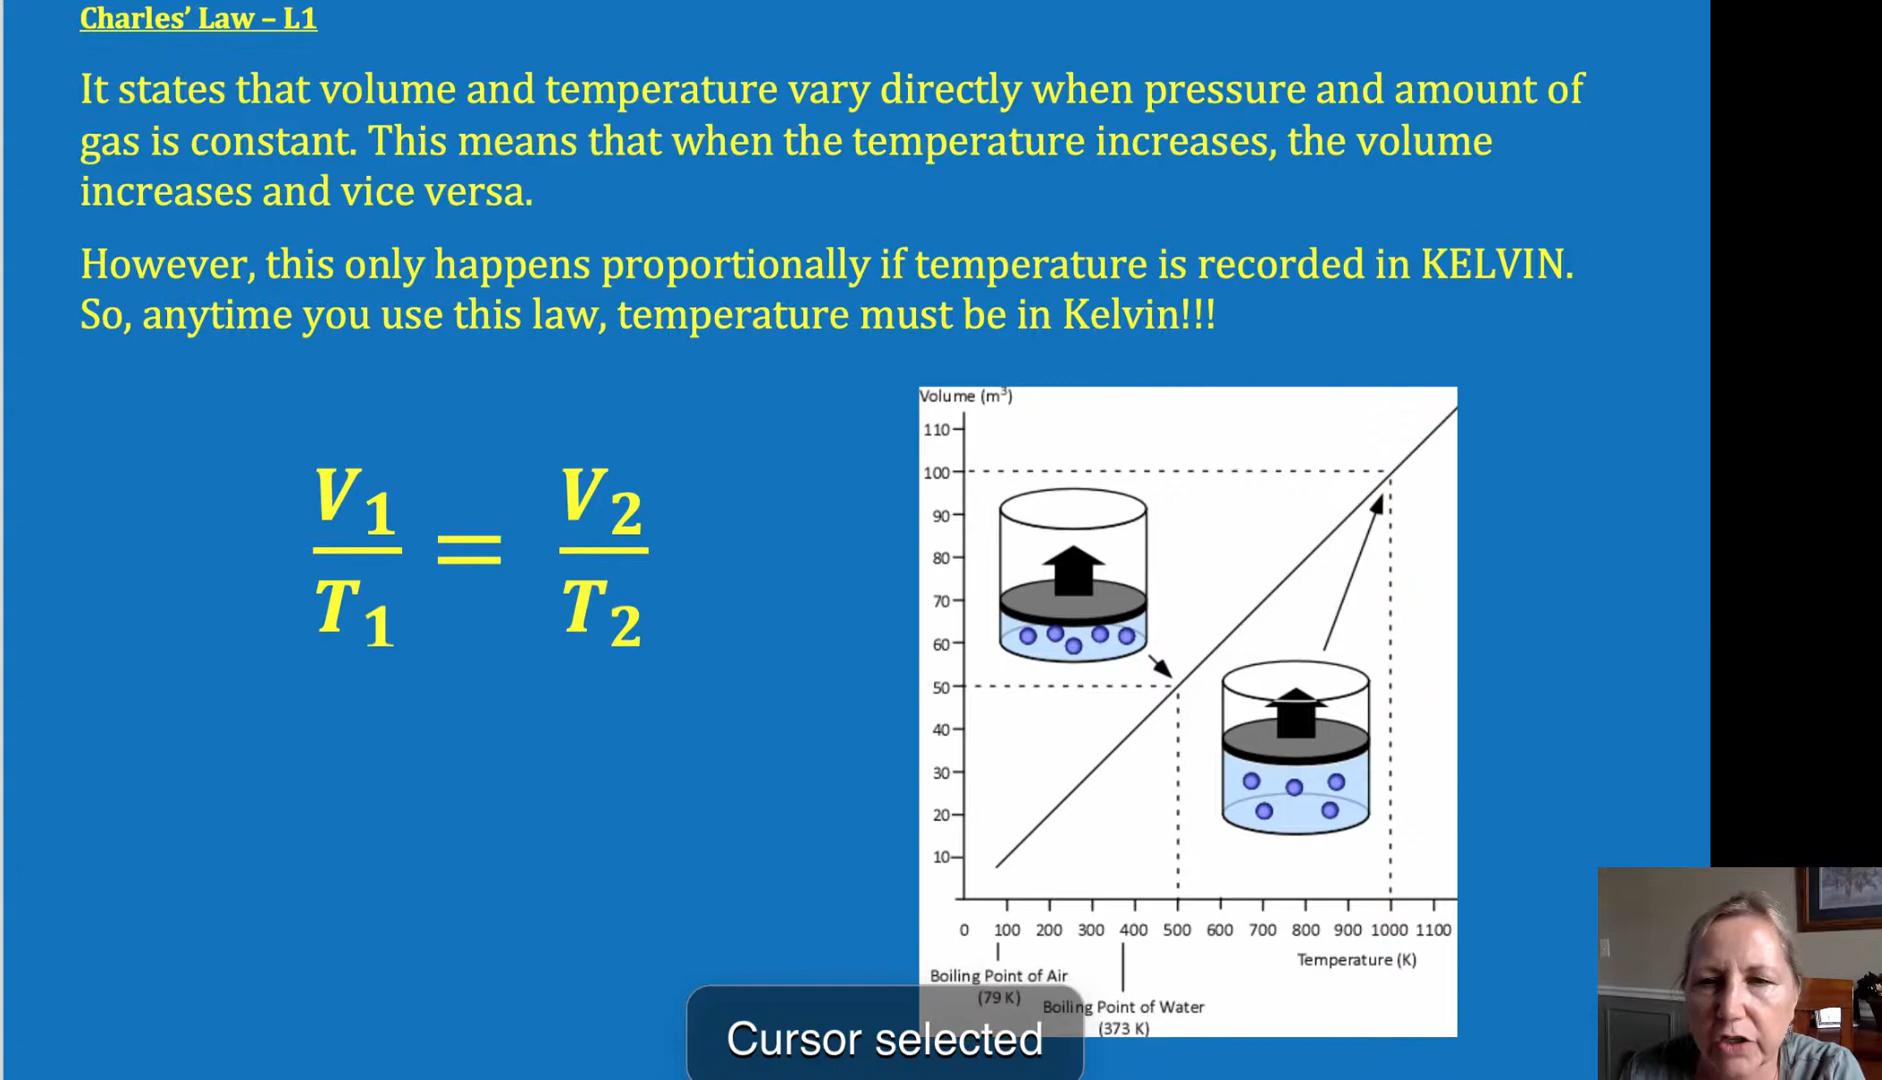 Charles’ Law – L1
It states that volume and temperature vary directly when pressure and amount of
gas is constant. This means that when the temperature increases, the volume
increases and vice versa.
However, this only happens proportionally if temperature is recorded in KELVIN.
So, anytime you use this law, temperature must be in Kelvin!!!
V1/T1 = V2/T2
Volume (m³)
110
100
90
80
70
60
50
40
30
20
10
0 100 200 300 400 500 600 700 800 900 1000 1100
Temperature (K)
Boiling Point of Air
(79 K)
Boiling Point of Water
(373 K)
Cursor selected